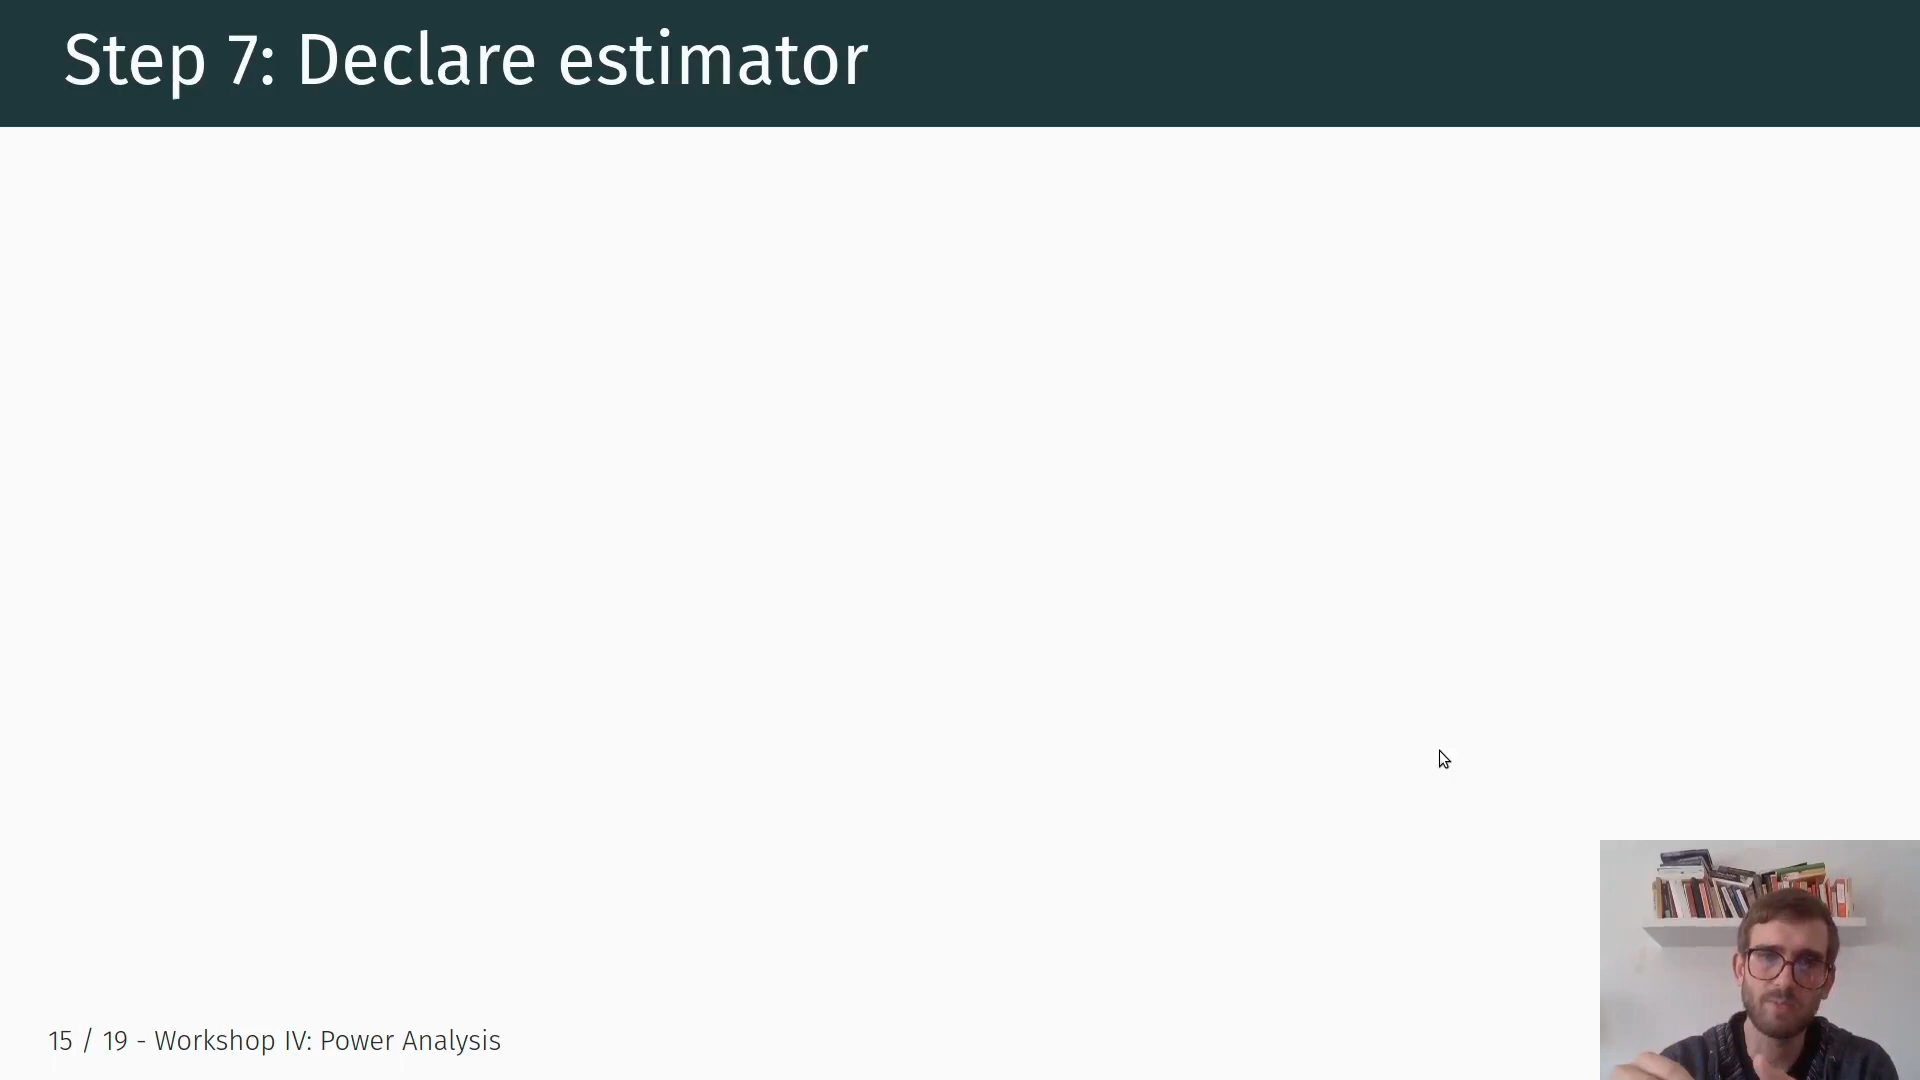 Step 7: Declare estimator
15 / 19 - Workshop IV: Power Analysis